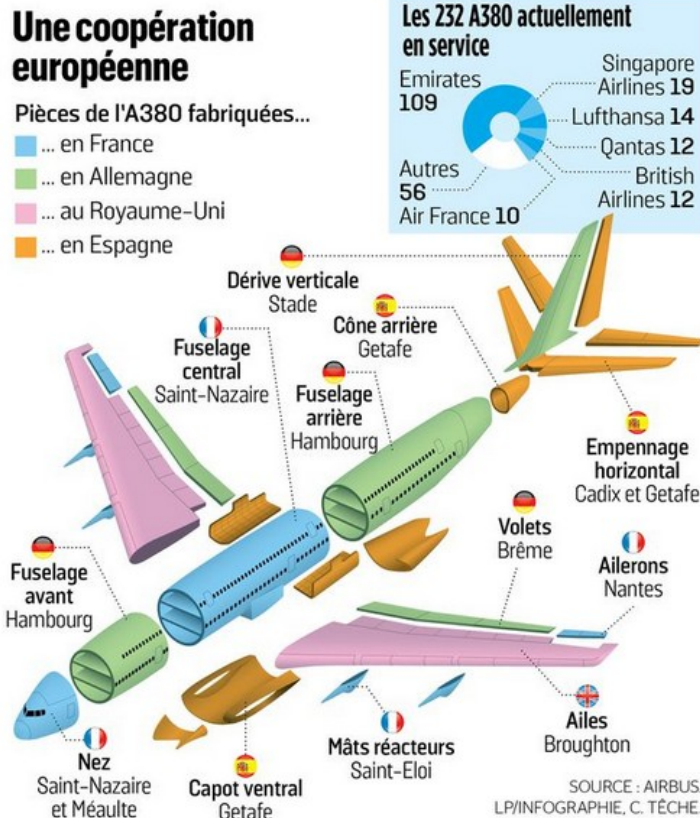 Une coopération
européenne
Pièces de l'A380 fabriquées...
... en France
... en Allemagne
... au Royaume-Uni
... en Espagne
Les 232 A380 actuellement
en service
Emirates
109
Singapore
Airlines 19
Lufthansa 14
Qantas 12
British
Airlines 12
Autres
56
Air France 10
Dérive verticale
Stade
Cône arrière
Getafe
Fuselage
central
Saint-Nazaire
Fuselage
arrière
Hambourg
Empennage
horizontal
Cadix et Getafe
Volets
Brême
Ailerons
Nantes
Fuselage
avant
Hambourg
Nez
Saint-Nazaire
et Méaulte
Capot ventral
Getafe
Mâts réacteurs
Saint-Eloi
Ailes
Broughton
SOURCE : AIRBUS
LP/INFOGRAPHIE, C. TÊCHE.